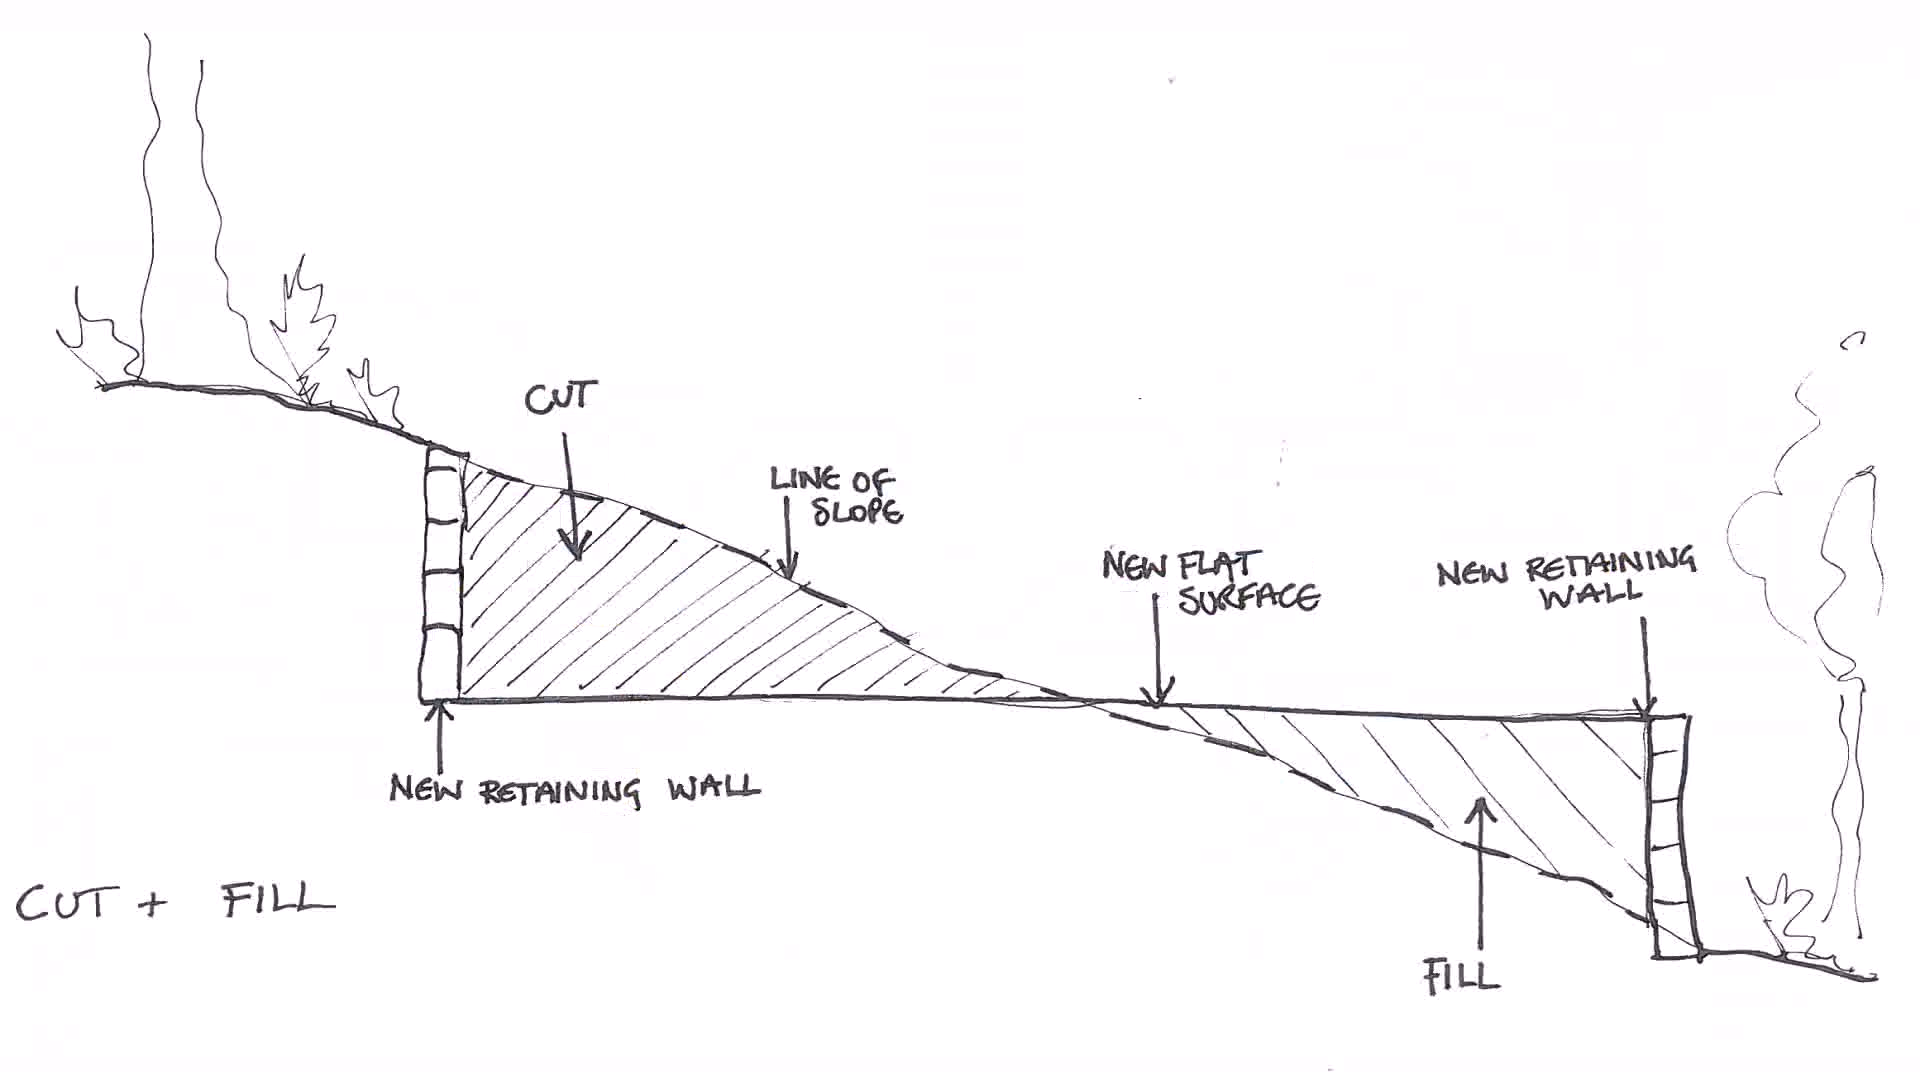 CUT
LINE OF
SLOPE
NEW FLAT
SURFACE
NEW RETAINING
WALL
NEW RETAINING WALL
CUT + FILL
FILL